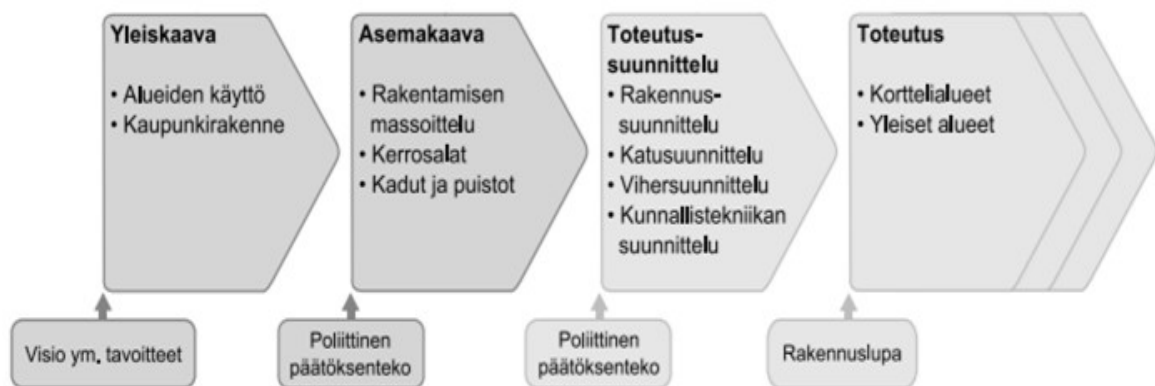 Yleiskaava
• Alueiden käyttö
• Kaupunkirakenne
Asemakaava
• Rakentamisen
massoittelu
• Kerrosalat
• Kadut ja puistot
Toteutus-
suunnittelu
• Rakennus-
suunnittelu
• Katusuunnittelu
• Vihersuunnittelu
• Kunnallistekniikan
suunnittelu
Toteutus
• Korttelialueet
• Yleiset alueet
Visio ym. tavoitteet
Poliittinen
päätöksenteko
Poliittinen
päätöksenteko
Rakennuslupa